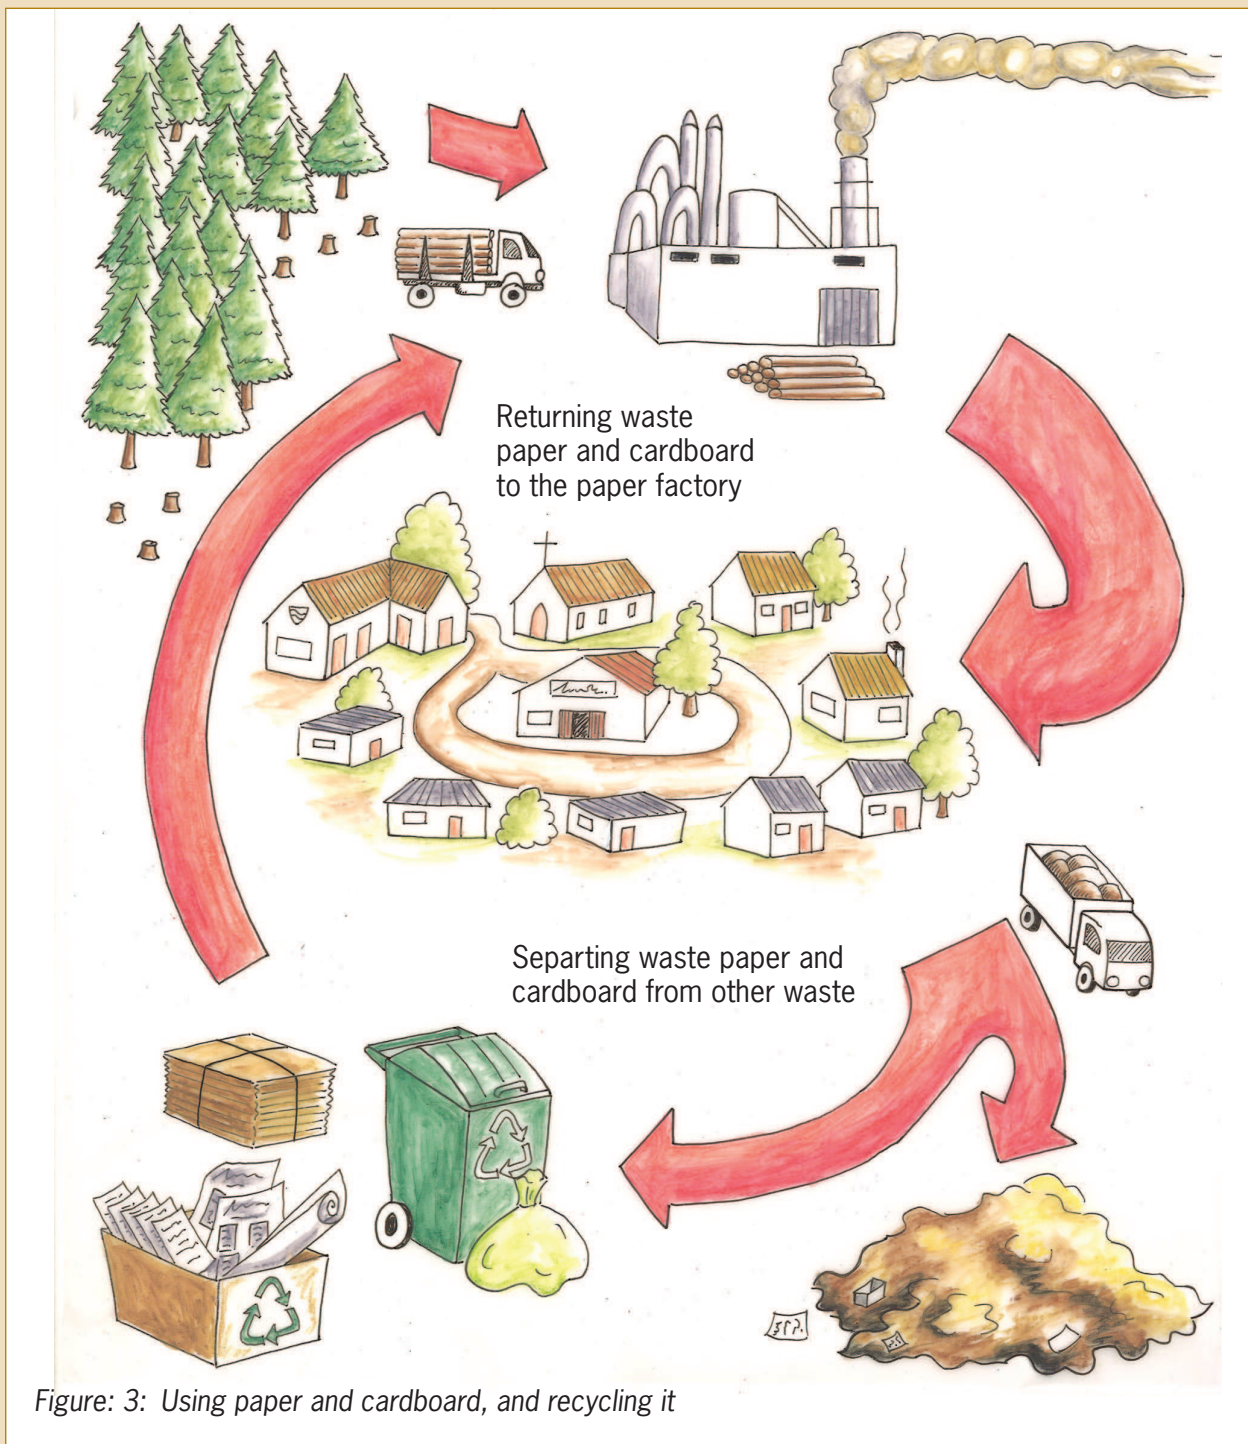 Returning waste
paper and cardboard
to the paper factory
Separting waste paper and
cardboard from other waste
Figure: 3: Using paper and cardboard, and recycling it